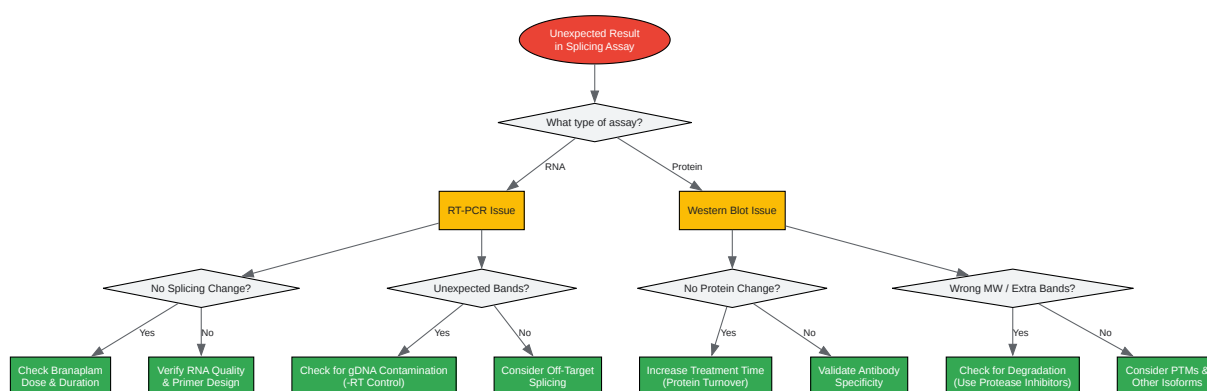 Unexpected Result
in Splicing Assay
What type of assay?
RNA
Protein
RT-PCR Issue
Western Blot Issue
No Splicing Change?
Unexpected Bands?
No Protein Change?
Wrong MW / Extra Bands?
Yes
No
Yes
No
Yes
No
Yes
No
Check Branaplam
Dose & Duration
Verify RNA Quality
& Primer Design
Check for gDNA Contamination
(-RT Control)
Consider Off-Target
Splicing
Increase Treatment Time
(Protein Turnover)
Validate Antibody
Specificity
Check for Degradation
(Use Protease Inhibitors)
Consider PTMs &
Other Isoforms